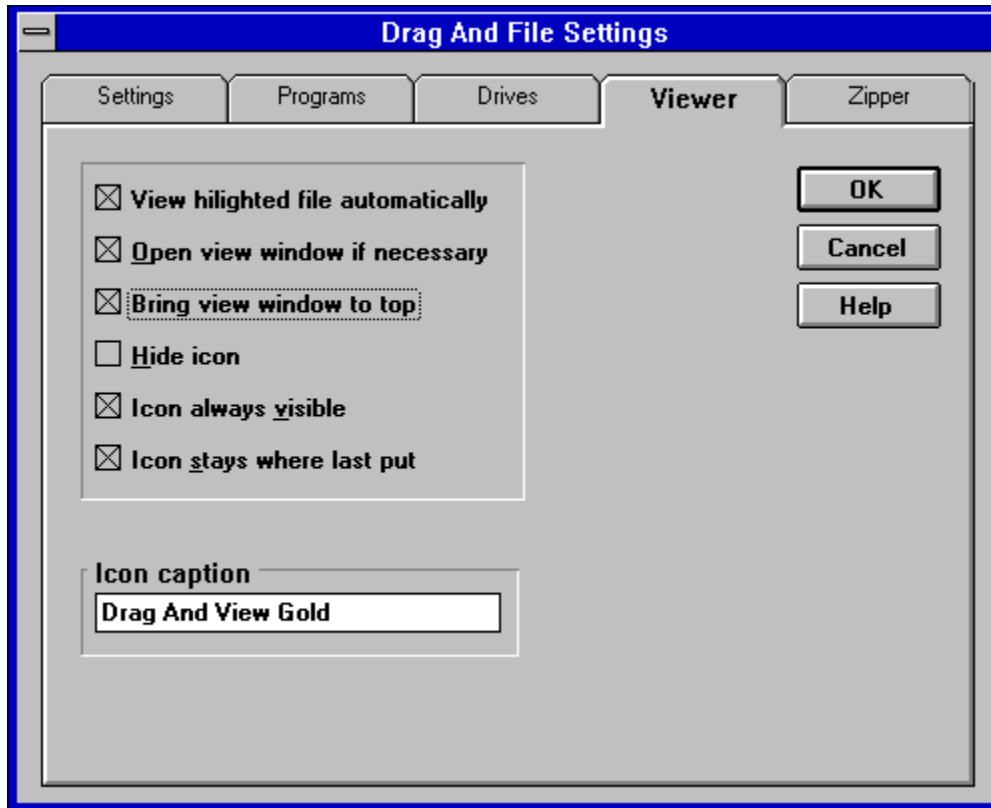 Drag And File Settings
Settings Programs Drives Viewer Zipper
View hilighted file automatically
Open view window if necessary
Bring view window to top
Hide icon
Icon always visible
Icon stays where last put
OK
Cancel
Help
Icon caption
Drag And View Gold